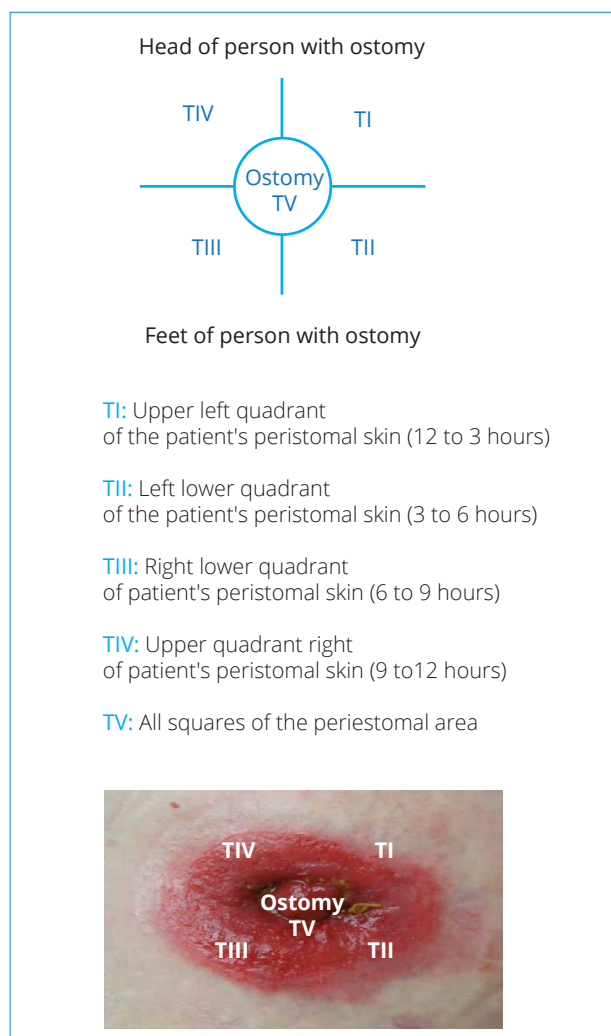 Head of person with ostomy
TIV
TI
Ostomy
TV
TIII
TII
Feet of person with ostomy
TI: Upper left quadrant
of the patient's peristomal skin (12 to 3 hours)
TII: Left lower quadrant
of the patient's peristomal skin (3 to 6 hours)
TIII: Right lower quadrant
of patient's peristomal skin (6 to 9 hours)
TIV: Upper quadrant right
of patient's peristomal skin (9 to12 hours)
TV: All squares of the periestomal area
TIV
TI
Ostomy
TV
TIII
TII